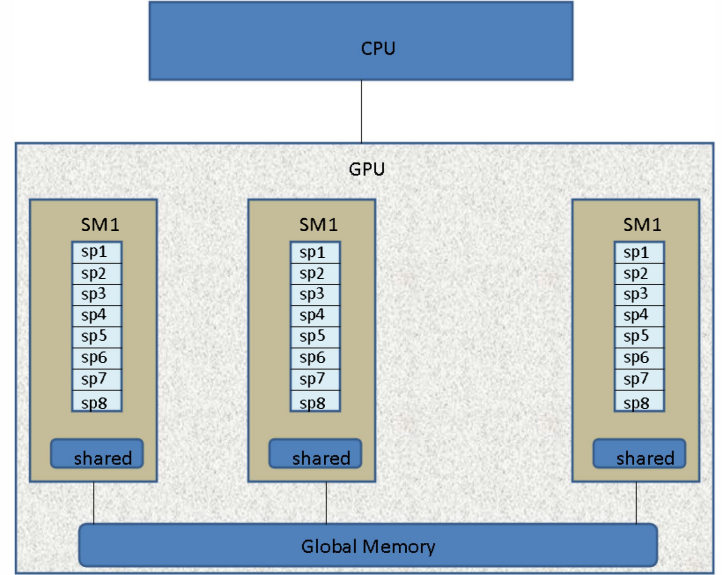 CPU
GPU
SM1
sp1
sp2
sp3
sp4
sp5
sp6
sp7
sp8
shared
SM1
sp1
sp2
sp3
sp4
sp5
sp6
sp7
sp8
shared
SM1
sp1
sp2
sp3
sp4
sp5
sp6
sp7
sp8
shared
Global Memory